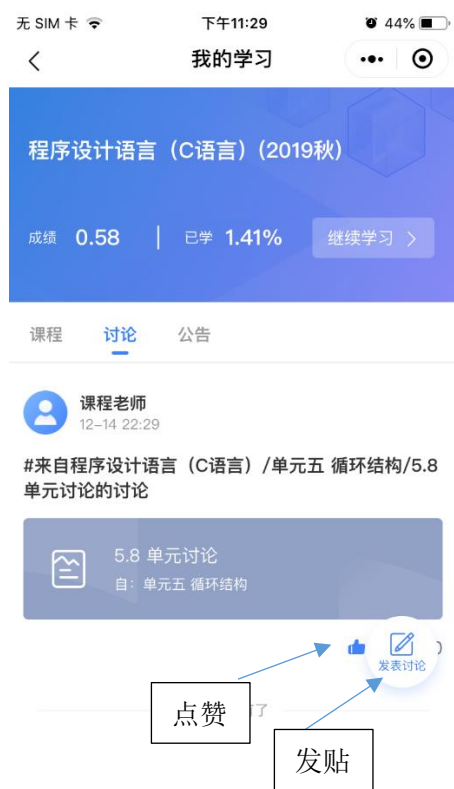 无 SIM 卡 下午11:29 44%
我的学习
程序设计语言（C语言）(2019秋)
成绩 0.58 已学 1.41% 继续学习
课程 讨论 公告
课程老师
12-14 22:29
#来自程序设计语言（C语言）/单元五 循环结构/5.8
单元讨论的讨论
5.8 单元讨论
自：单元五 循环结构
发表讨论
点赞
了
发贴